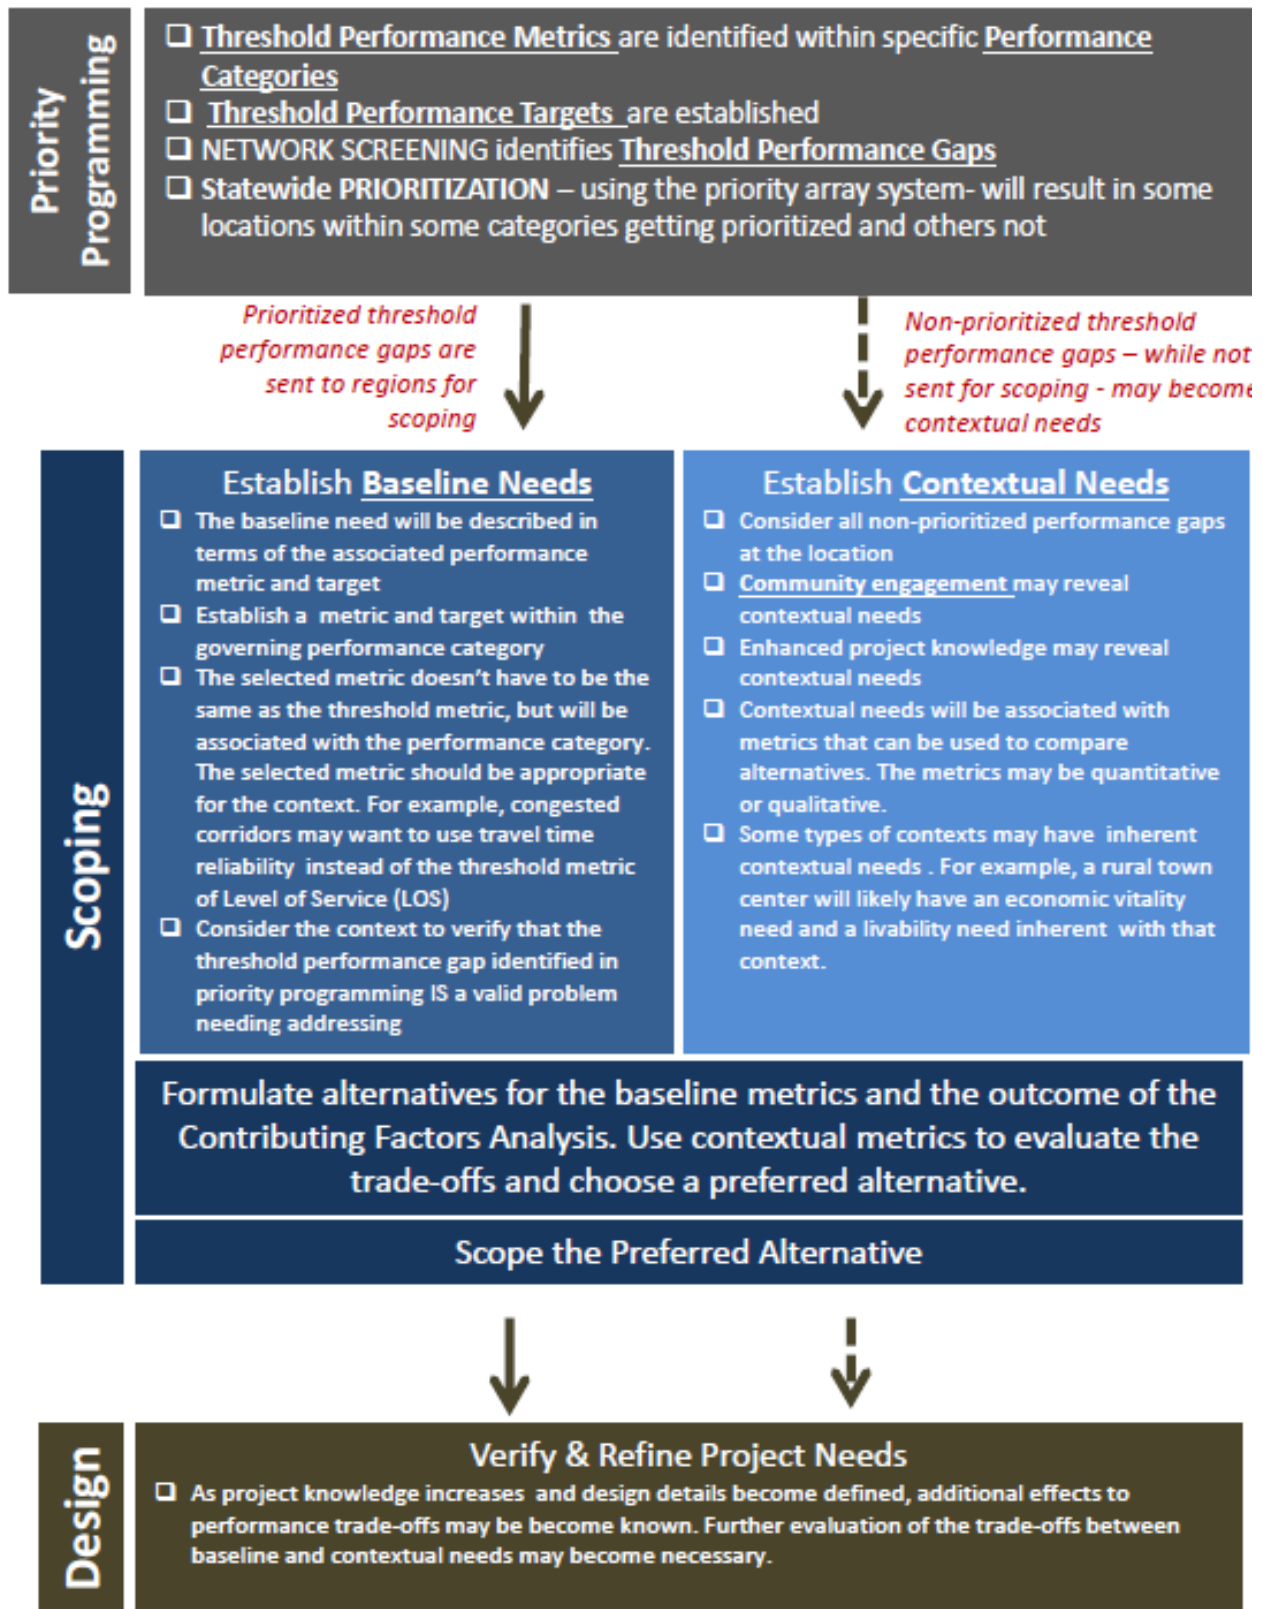 Priority
Programming
❑ Threshold Performance Metrics are identified within specific Performance
Categories
❑ Threshold Performance Targets are established
❑ NETWORK SCREENING identifies Threshold Performance Gaps
❑ Statewide PRIORITIZATION – using the priority array system- will result in some
locations within some categories getting prioritized and others not
Prioritized threshold
performance gaps are
sent to regions for
scoping
Non-prioritized threshold
performance gaps – while not
sent for scoping - may become
contextual needs
Scoping
Establish Baseline Needs
❑ The baseline need will be described in
terms of the associated performance
metric and target
❑ Establish a metric and target within the
governing performance category
❑ The selected metric doesn't have to be the
same as the threshold metric, but will be
associated with the performance category.
The selected metric should be appropriate
for the context. For example, congested
corridors may want to use travel time
reliability instead of the threshold metric
of Level of Service (LOS)
❑ Consider the context to verify that the
threshold performance gap identified in
priority programming IS a valid problem
needing addressing
Establish Contextual Needs
❑ Consider all non-prioritized performance gaps
at the location
❑ Community engagement may reveal
contextual needs
❑ Enhanced project knowledge may reveal
contextual needs
❑ Contextual needs will be associated with
metrics that can be used to compare
alternatives. The metrics may be quantitative
or qualitative.
❑ Some types of contexts may have inherent
contextual needs . For example, a rural town
center will likely have an economic vitality
need and a livability need inherent with that
context.
Formulate alternatives for the baseline metrics and the outcome of the
Contributing Factors Analysis. Use contextual metrics to evaluate the
trade-offs and choose a preferred alternative.
Scope the Preferred Alternative
Design
Verify & Refine Project Needs
❑ As project knowledge increases and design details become defined, additional effects to
performance trade-offs may be become known. Further evaluation of the trade-offs between
baseline and contextual needs may become necessary.